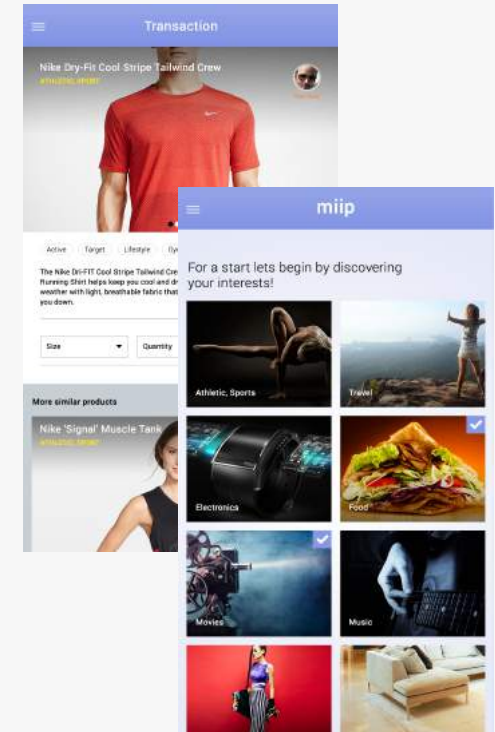 Transaction
Nike Dry-Fit Cool Stripe Tailwind Crew
ATHLETIC, SPORT
Active Target Lifestyle
The Nike Dri-FIT Cool Stripe Tailwind Cre
Running Shirt helps keep you cool and dr
weather with light, breathable fabric that
you down.
Size
Quantity
More similar products
Nike 'Signal' Muscle Tank
ATHLETIC, SPORT
miip
For a start lets begin by discovering
your interests!
Athletic, Sports
Travel
Electronics
Food
Movies
Music